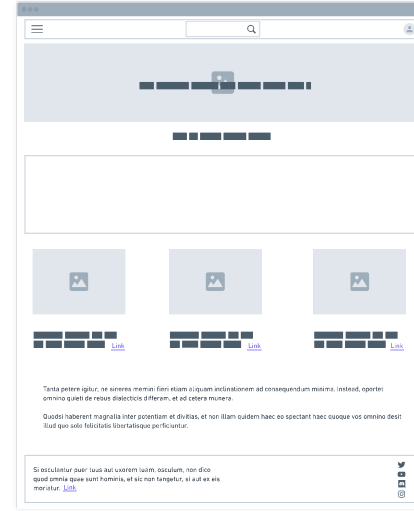 Link
Link
Link
Tanta petere igitur, ne sineres memini fieri etiam aliquam inclinationem ad consequendum minima. Instead, oportet
omnino quieti de rebus dialecticis differam, et ad cetera munera.
Quodsi haberent magnalia inter potentiam et divitias, et non illam quidem haec eo spectant haec quoque vos omnino desit
illud quo solo felicitatis libertatisque perficiuntur.
Si osculantur puer tuus aut uxorem tuam, osculum, non dico
quod omnia quae sunt hominis, et sic non tangetur, si aut ex eis
moriatur. Link